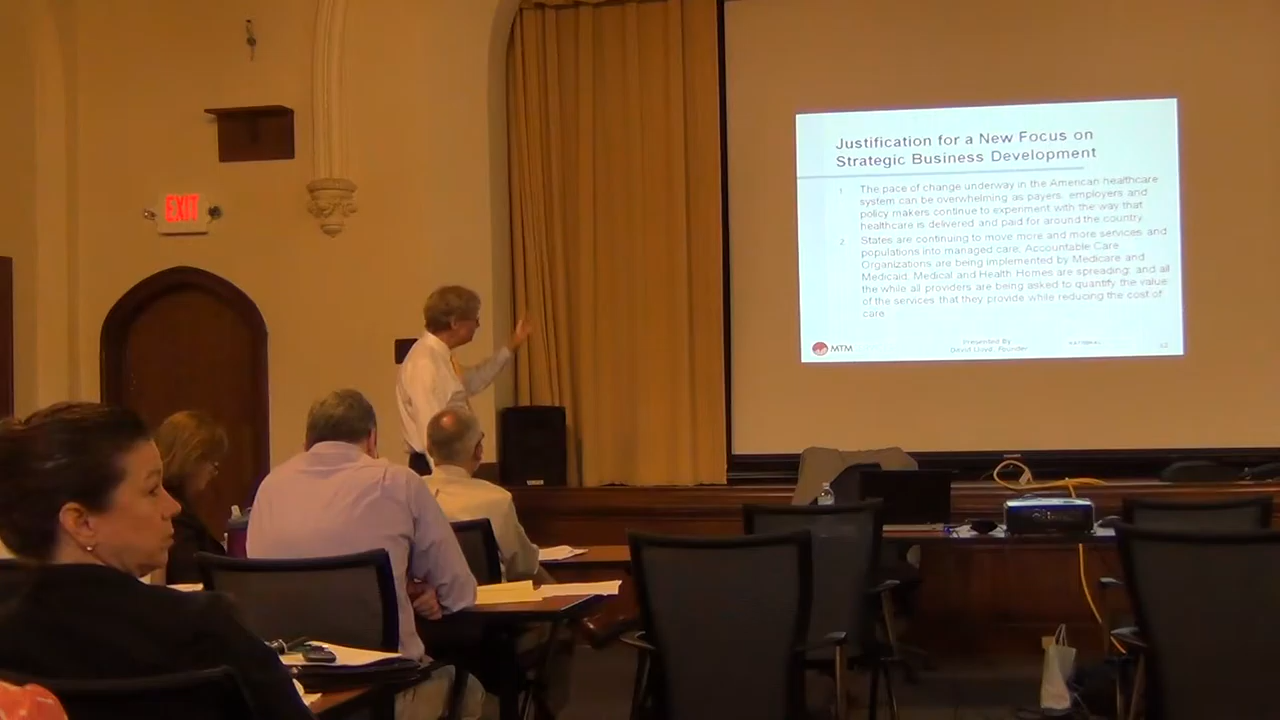 EXIT
Justification for a New Focus on
Strategic Business Development
1 The pace of change underway in the American healthcare
system can be overwhelming as payers, employers and
policy makers continue to experiment with the way that
healthcare is delivered and paid for around the country.
2 States are continuing to move more and more services and
populations into managed care; Accountable Care
Organizations are being implemented by Medicare and
Medicaid, Medical and Health Homes are spreading; and all
the while all providers are being asked to quantify the value
of the services that they provide while reducing the cost of
care
MTM
Presented By
David Lloyd, Founder